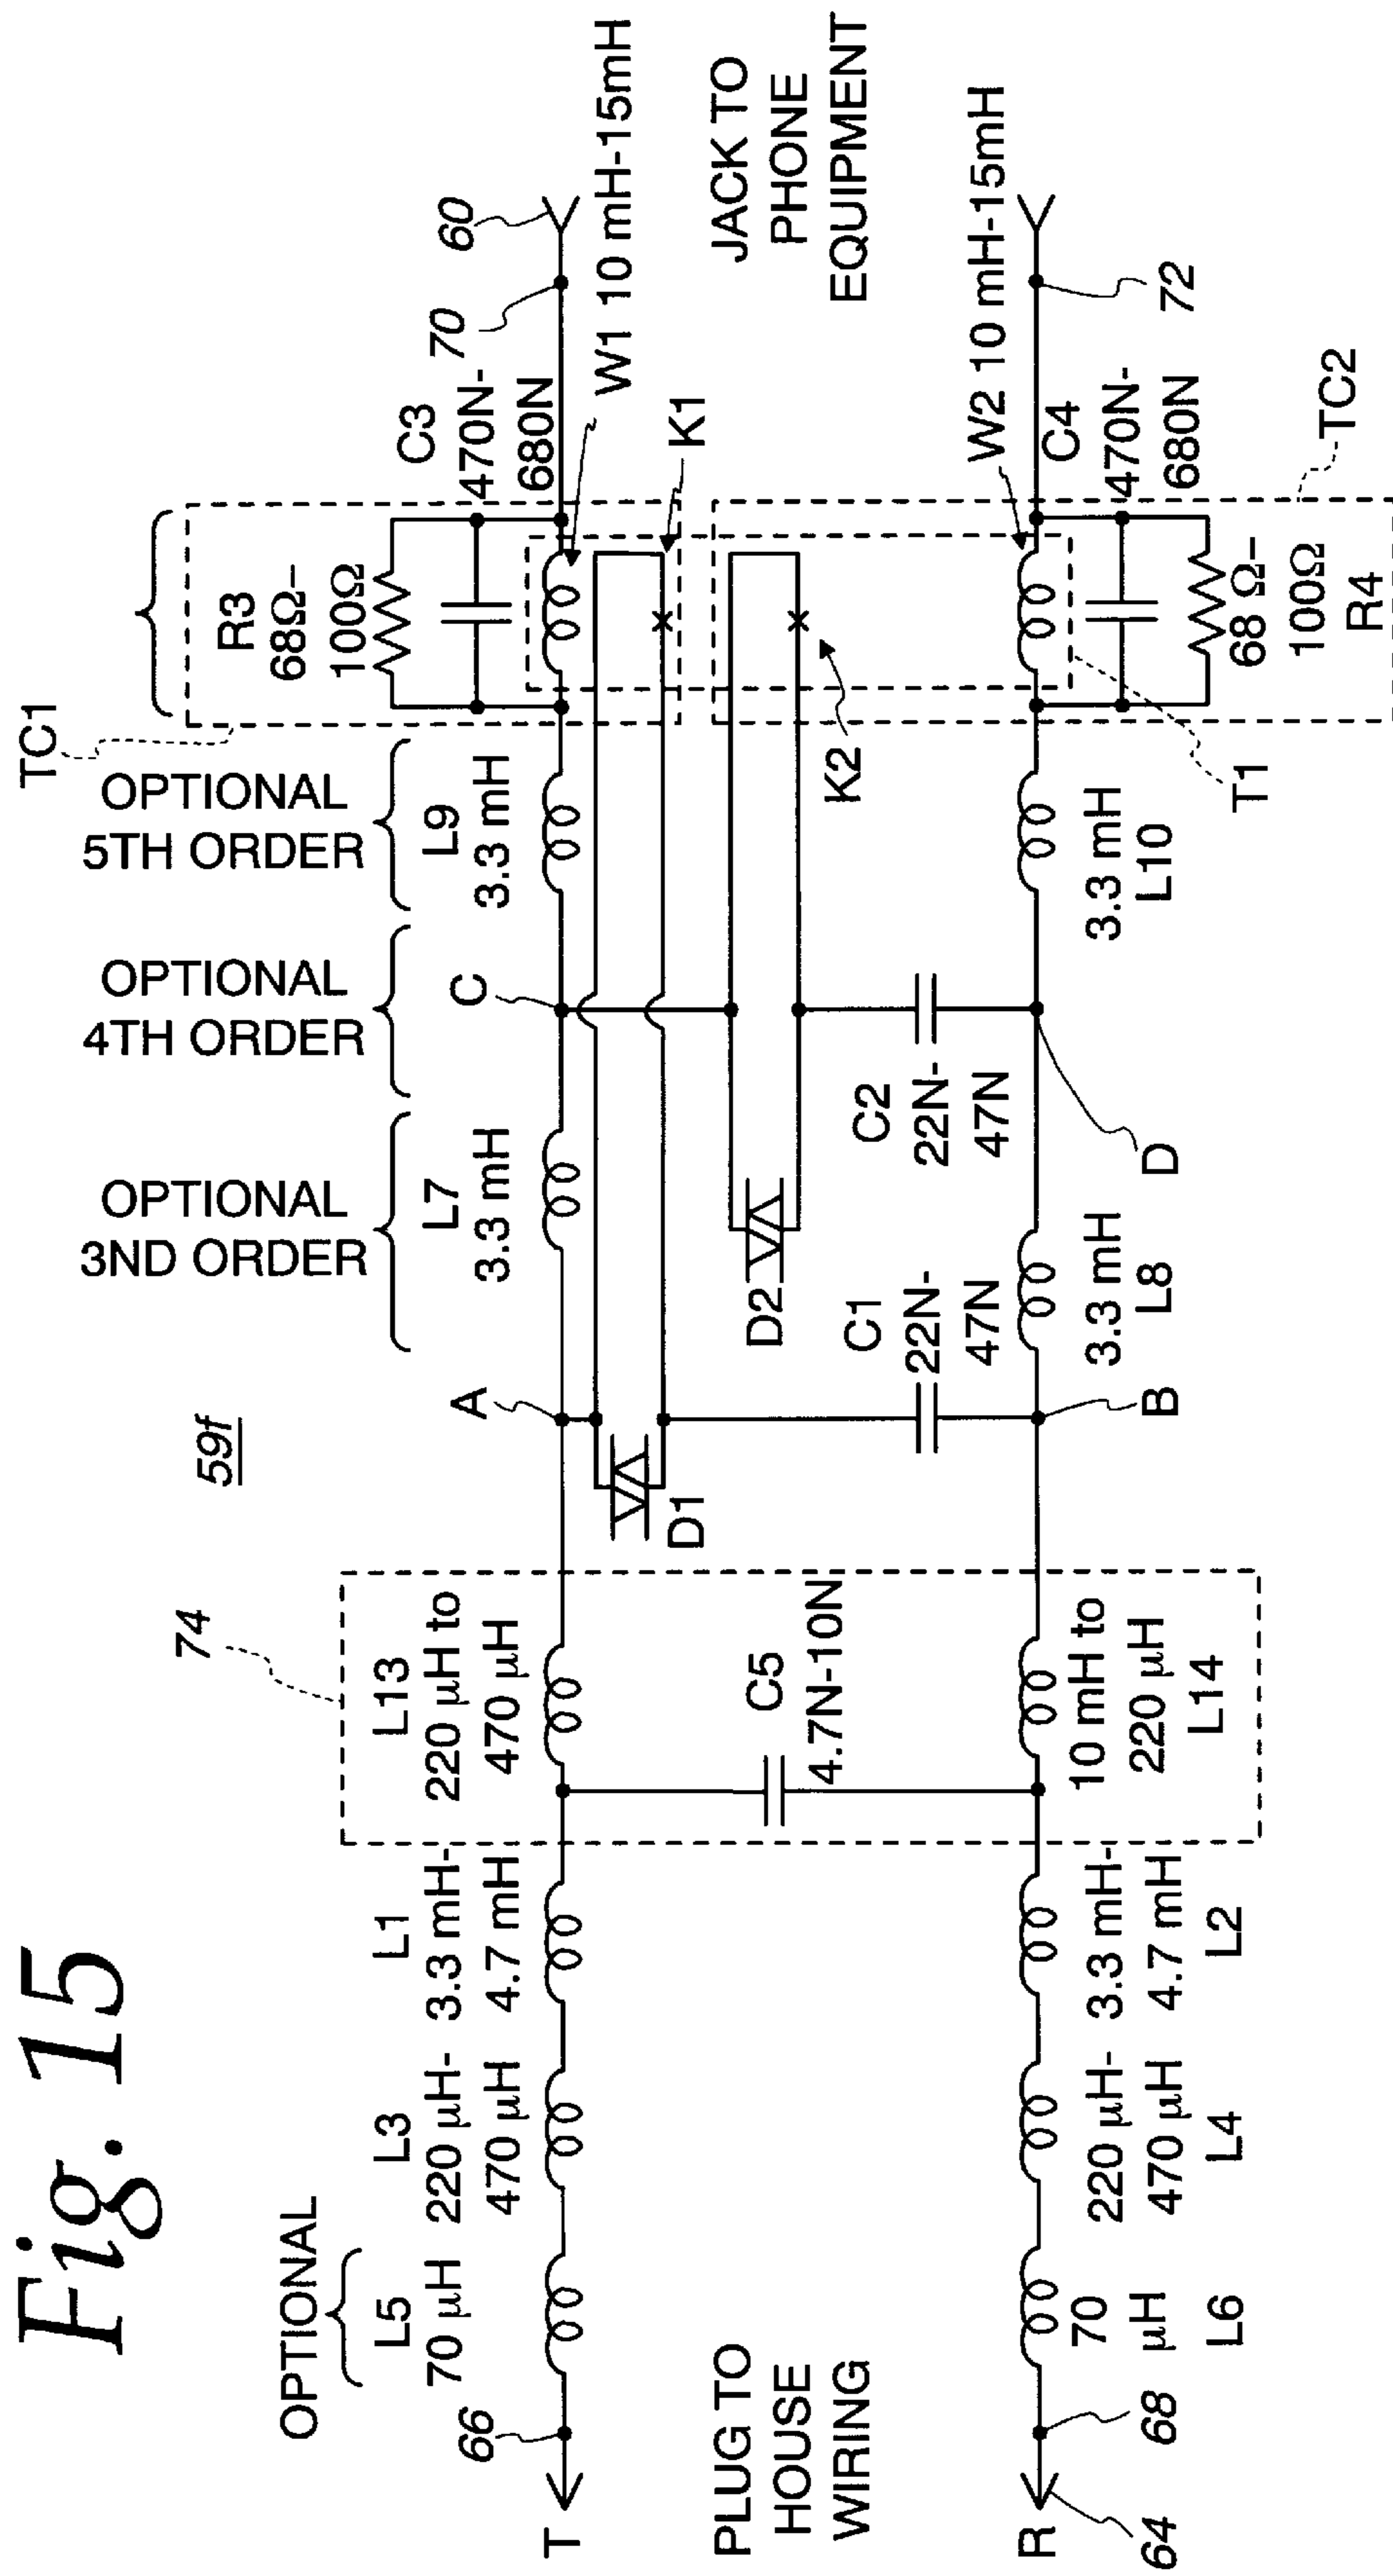 Fig. 15
59f
TC1
OPTIONAL
5TH ORDER
OPTIONAL
4TH ORDER
OPTIONAL
3ND ORDER
74
OPTIONAL
L5
70 µH
L3
220 µH-
470 µH
L1
3.3 mH-
4.7 mH
L13
220 µH to
470 µH
L7
3.3 mH
L9
3.3 mH
R3
68Ω–
100Ω
C3
470N-
680N
70
60
W1 10 mH-15mH
K1
66
T
A
C
D1
D2
K2
C5
4.7N-10N
C1
22N-
47N
C2
22N-
47N
PLUG TO
HOUSE
WIRING
JACK TO
PHONE
EQUIPMENT
W2 10 mH-15mH
R
64
68
70
µH
L6
220 µH-
470 µH
L4
3.3 mH-
4.7 mH
L2
10 mH to
220 µH
L14
B
3.3 mH
L8
D
3.3 mH
L10
T1
C4
470N-
680N
68 Ω-
100Ω
R4
72
TC2